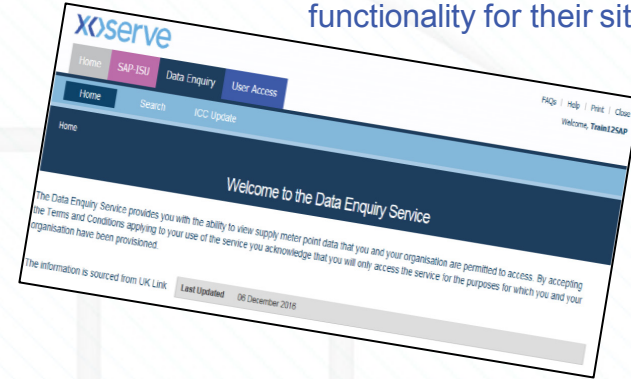 functionality for their sit
xoserve
Home SAP-ISU Data Enquiry User Access
FAQs | Help | Print | Close
Welcome, Train12SAP
Home Search ICC Update
Home
Welcome to the Data Enquiry Service
The Data Enquiry Service provides you with the ability to view supply meter point data that you and your organisation are permitted to access. By accepting
the Terms and Conditions applying to your use of the service you acknowledge that you will only access the service for the purposes for which you and your
organisation have been provisioned.
The information is sourced from UK Link Last Updated 06 December 2016